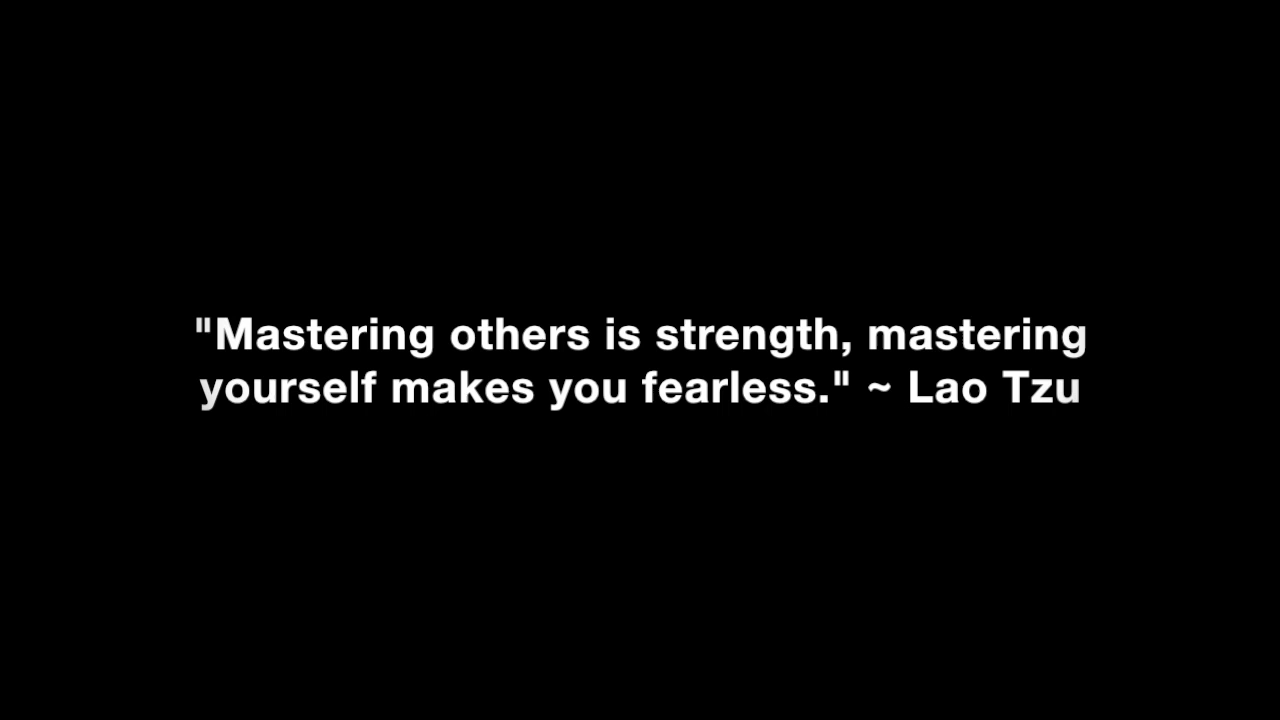 "Mastering others is strength, mastering
yourself makes you fearless." ~ Lao Tzu